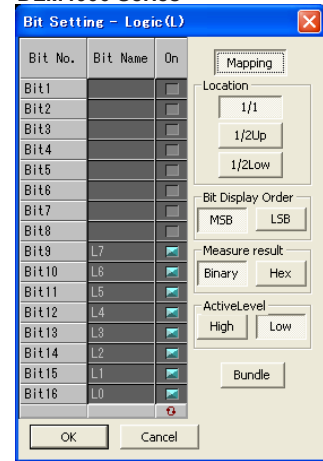 Bit Setting - Logic(L)
Bit No. Bit Name On
Bit1
Bit2
Bit3
Bit4
Bit5
Bit6
Bit7
Bit8
Bit9 L7
Bit10 L6
Bit11 L5
Bit12 L4
Bit13 L3
Bit14 L2
Bit15 L1
Bit16 L0
OK Cancel
Mapping
Location
1/1
1/2Up
1/2Low
Bit Display Order
MSB LSB
Measure result
Binary Hex
ActiveLevel
High Low
Bundle